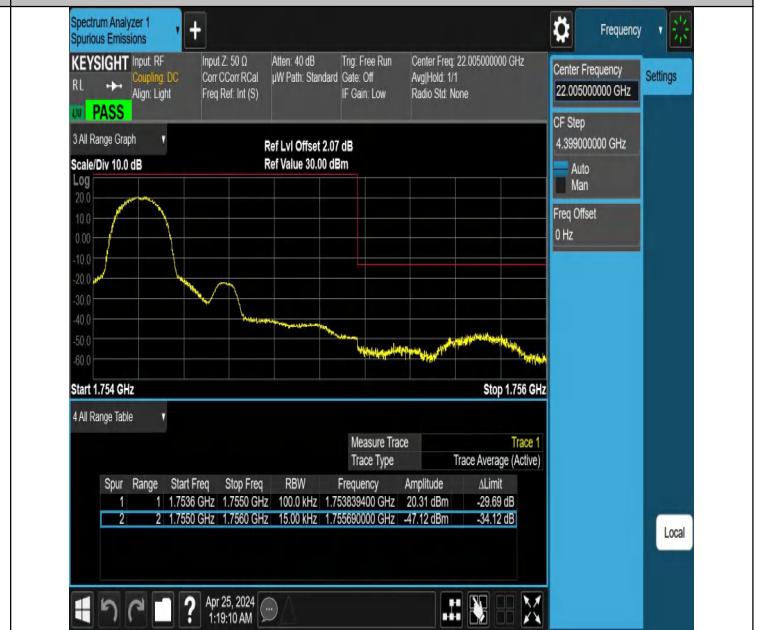 Spectrum Analyzer 1
Spurious Emissions
+
Frequency
KEYSIGHT
RL
PASS
Input: RF
Coupling: DC
Align: Light
Input Z: 50 Ω
Corr CCorr RCal
Freq Ref: Int (S)
Atten: 40 dB
µW Path: Standard
Trig: Free Run
Gate: Off
IF Gain: Low
Center Freq: 22.005000000 GHz
Avg|Hold: 1/1
Radio Std: None
Center Frequency
22.005000000 GHz
Settings
CF Step
4.399000000 GHz
Auto
Man
Freq Offset
0 Hz
3 All Range Graph
Ref Lvl Offset 2.07 dB
Scale/Div 10.0 dB
Ref Value 30.00 dBm
Log
20.0
10.0
0.00
-10.0
-20.0
-30.0
-40.0
-50.0
-60.0
Start 1.754 GHz
Stop 1.756 GHz
4 All Range Table
Measure Trace Trace 1
Trace Type Trace Average (Active)
Spur Range Start Freq Stop Freq RBW Frequency Amplitude ΔLimit
1 1 1.7536 GHz 1.7550 GHz 100.0 kHz 1.753839400 GHz 20.31 dBm -29.69 dB
2 2 1.7550 GHz 1.7560 GHz 15.00 kHz 1.755690000 GHz -47.12 dBm -34.12 dB
Local
?
Apr 25, 2024
1:19:10 AM